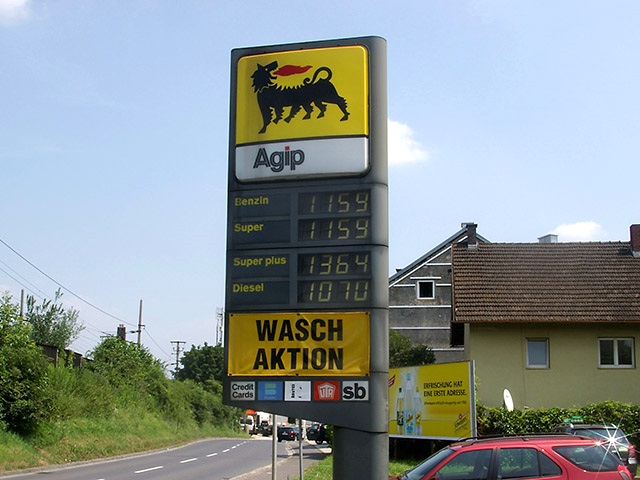 Agip
Benzin 1159
Super 1159
Super plus 1364
Diesel 1070
WASCH
AKTION
Credit
Cards
UTA
sb
ERFRISCHUNG HAT
EINE ERSTE ADRESSE.